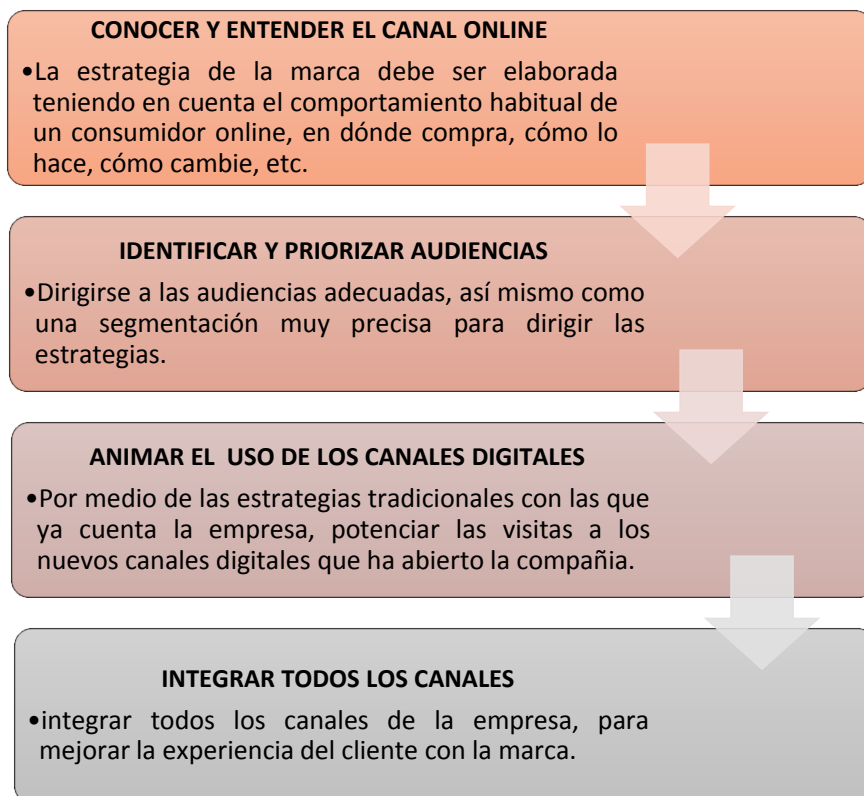 CONOCER Y ENTENDER EL CANAL ONLINE
•La estrategia de la marca debe ser elaborada
teniendo en cuenta el comportamiento habitual de
un consumidor online, en dónde compra, cómo lo
hace, cómo cambie, etc.
IDENTIFICAR Y PRIORIZAR AUDIENCIAS
•Dirigirse a las audiencias adecuadas, así mismo como
una segmentación muy precisa para dirigir las
estrategias.
ANIMAR EL USO DE LOS CANALES DIGITALES
•Por medio de las estrategias tradicionales con las que
ya cuenta la empresa, potenciar las visitas a los
nuevos canales digitales que ha abierto la compañia.
INTEGRAR TODOS LOS CANALES
•integrar todos los canales de la empresa, para
mejorar la experiencia del cliente con la marca.